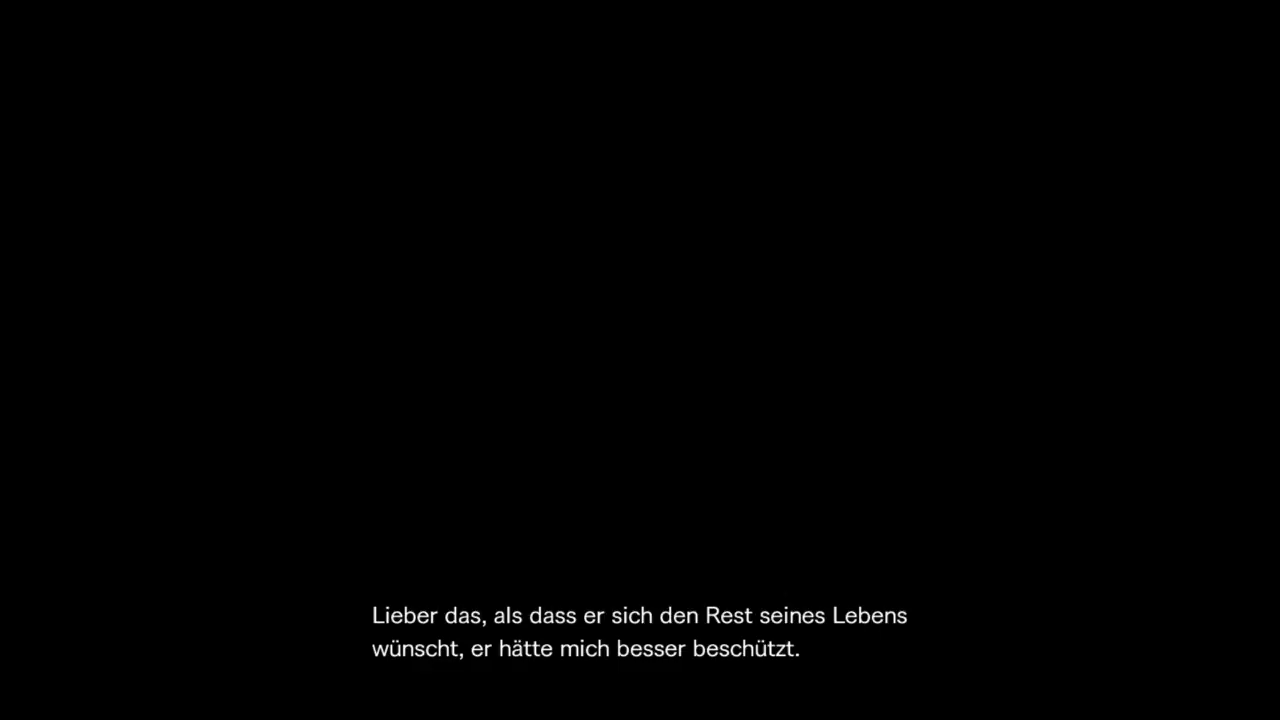 Lieber das, als dass er sich den Rest seines Lebens
wünscht, er hätte mich besser beschützt.